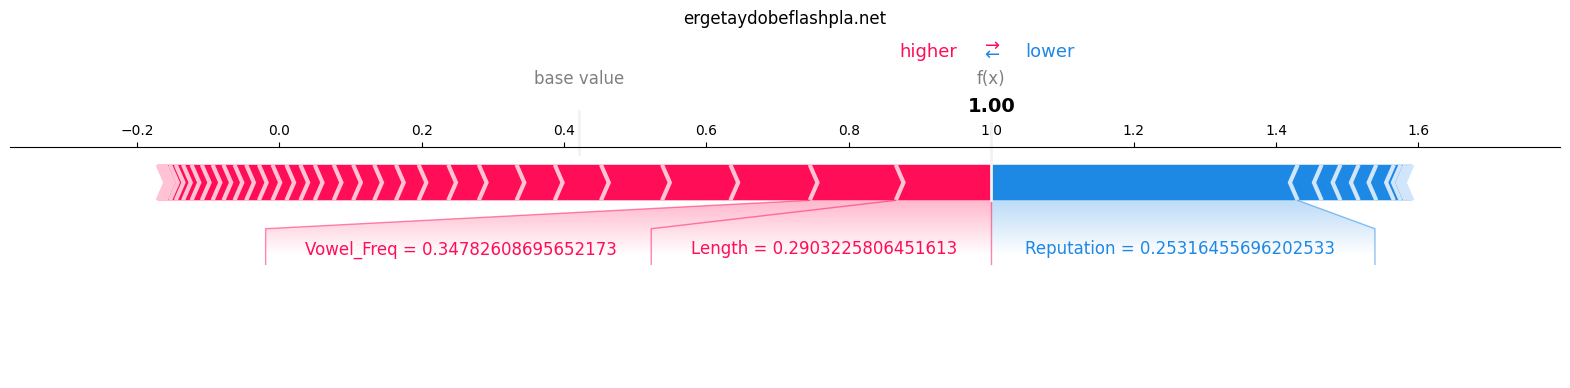 ergetaydobeflashpla.net
higher ⇄ lower
base value f(x)
1.00
−0.2 0.0 0.2 0.4 0.6 0.8 1.0 1.2 1.4 1.6
Vowel_Freq = 0.34782608695652173 Length = 0.2903225806451613 Reputation = 0.25316455696202533